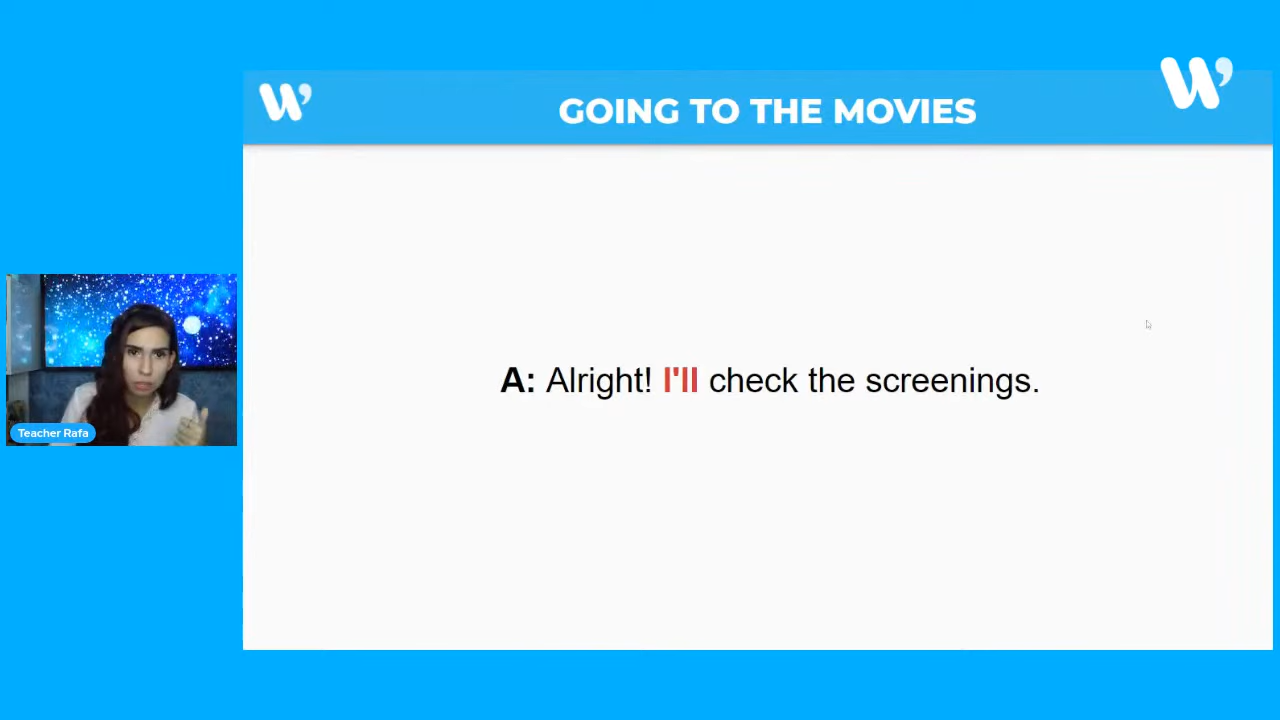 W'
W'
GOING TO THE MOVIES
A: Alright! I'll check the screenings.
Teacher Rafa